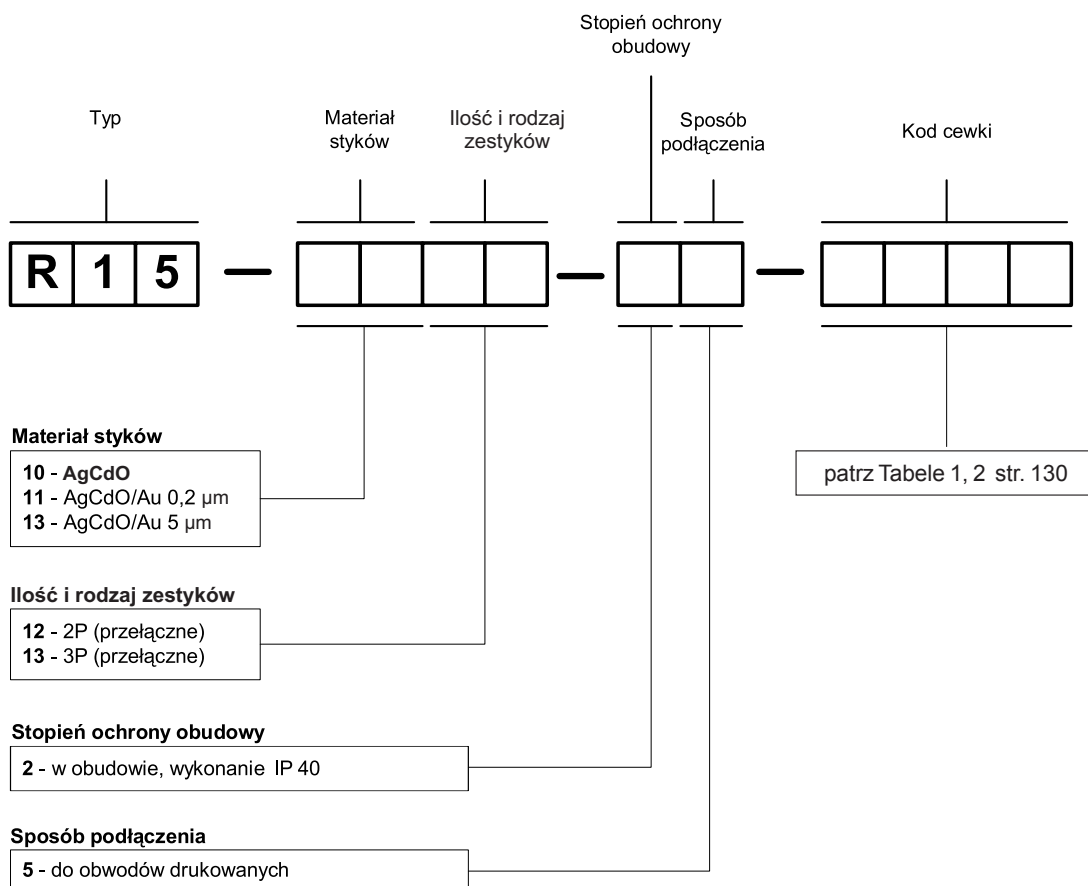 Stopień ochrony
obudowy
Typ
Materiał
styków
Ilość i rodzaj
zestyków
Sposób
podłączenia
Kod cewki
R 1 5 – – –
Materiał styków
10 - AgCdO
11 - AgCdO/Au 0,2 µm
13 - AgCdO/Au 5 µm
patrz Tabele 1, 2 str. 130
Ilość i rodzaj zestyków
12 - 2P (przełączne)
13 - 3P (przełączne)
Stopień ochrony obudowy
2 - w obudowie, wykonanie IP 40
Sposób podłączenia
5 - do obwodów drukowanych